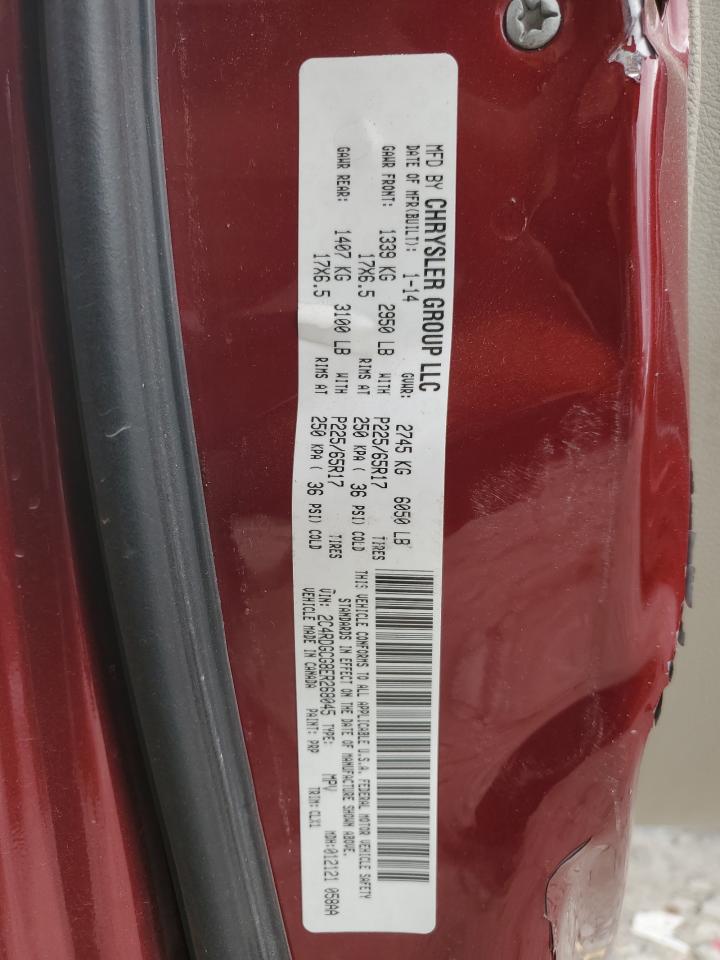 MFD BY CHRYSLER GROUP LLC
DATE OF MFR(BUILT): 1-14 GVWR: 2745 KG 6050 LB
GAWR FRONT: 1339 KG 2950 LB WITH P225/65R17 TIRES
17X6.5 RIMS AT 250 KPA ( 36 PSI) COLD
GAWR REAR: 1407 KG 3100 LB WITH P225/65R17 TIRES
17X6.5 RIMS AT 250 KPA ( 36 PSI) COLD
THIS VEHICLE CONFORMS TO ALL APPLICABLE U.S.A. FEDERAL MOTOR VEHICLE SAFETY
STANDARDS IN EFFECT ON THE DATE OF MANUFACTURE SHOWN ABOVE.
VIN: 2C4RDGCG8ER268045 TYPE: MPV MDH:012121 058AA
VEHICLE MADE IN CANADA PAINT: PRP TRIM:CLX1